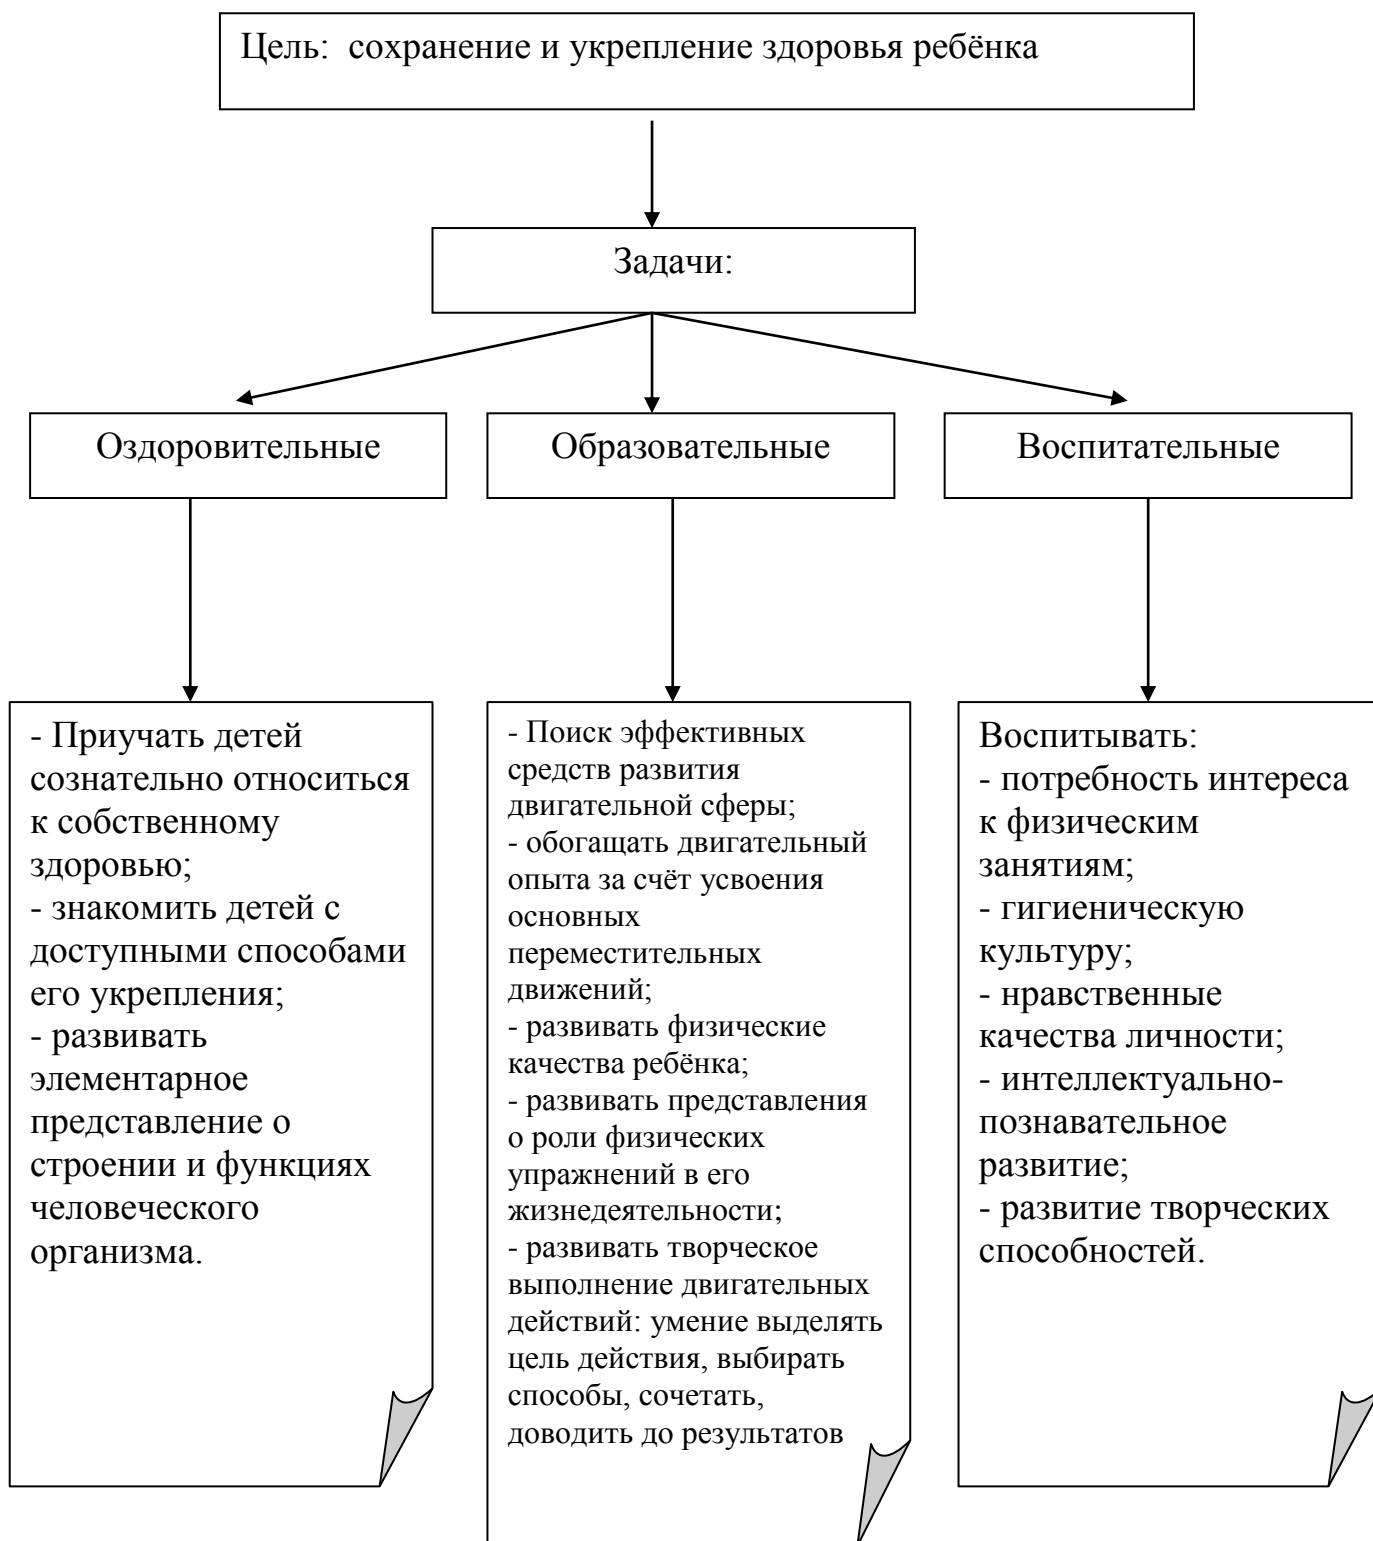 Цель:  сохранение и укрепление здоровья ребёнка
Задачи:
Оздоровительные
Образовательные
Воспитательные
- Приучать детей
сознательно относиться
к собственному
здоровью;
- знакомить детей с
доступными способами
его укрепления;
- развивать
элементарное
представление о
строении и функциях
человеческого
организма.
- Поиск эффективных
средств развития
двигательной сферы;
- обогащать двигательный
опыта за счёт усвоения
основных
переместительных
движений;
- развивать физические
качества ребёнка;
- развивать представления
о роли физических
упражнений в его
жизнедеятельности;
- развивать творческое
выполнение двигательных
действий: умение выделять
цель действия, выбирать
способы, сочетать,
доводить до результатов
Воспитывать:
- потребность интереса
к физическим
занятиям;
- гигиеническую
культуру;
- нравственные
качества личности;
- интеллектуально-
познавательное
развитие;
- развитие творческих
способностей.